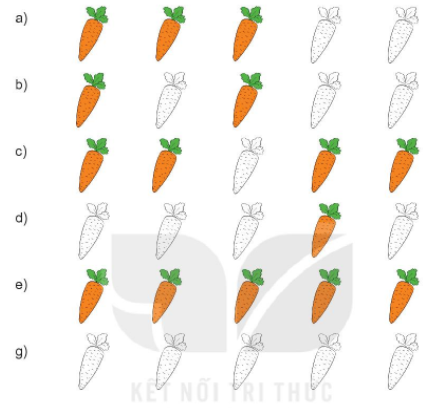 a)
b)
c)
d)
e)
g)
KẾT NỐI TRI THỨC